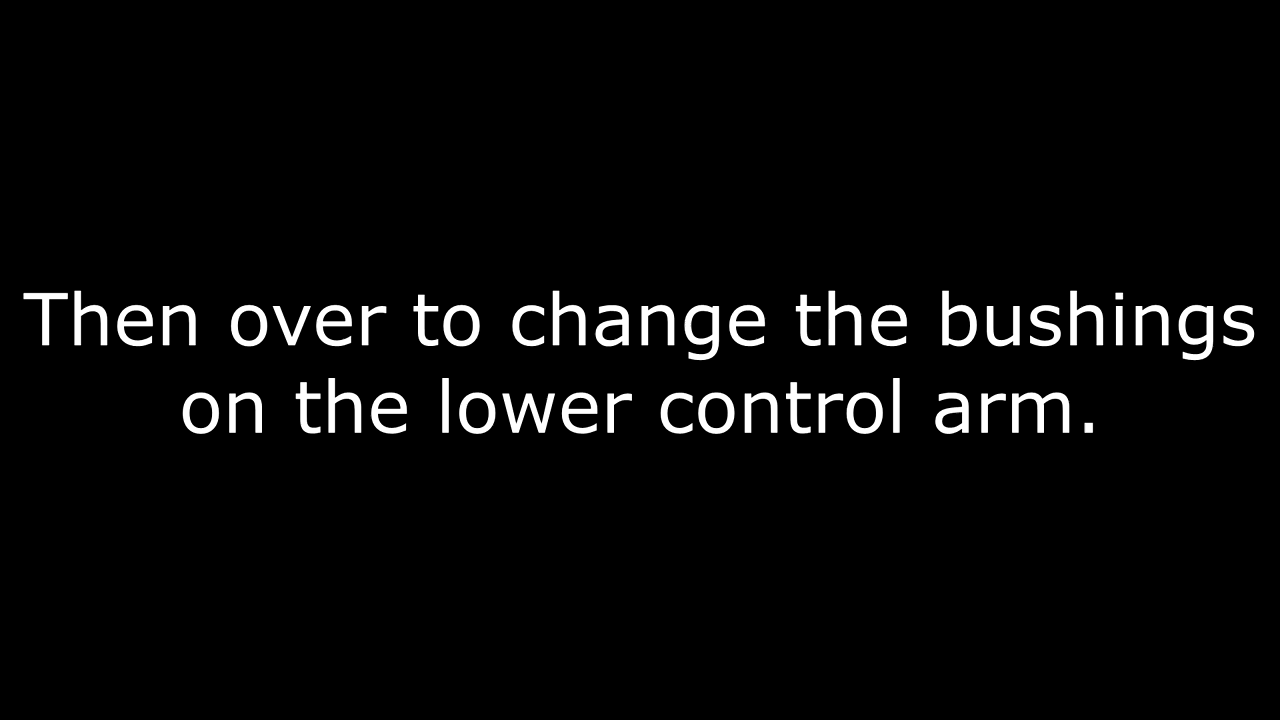 Then over to change the bushings
on the lower control arm.